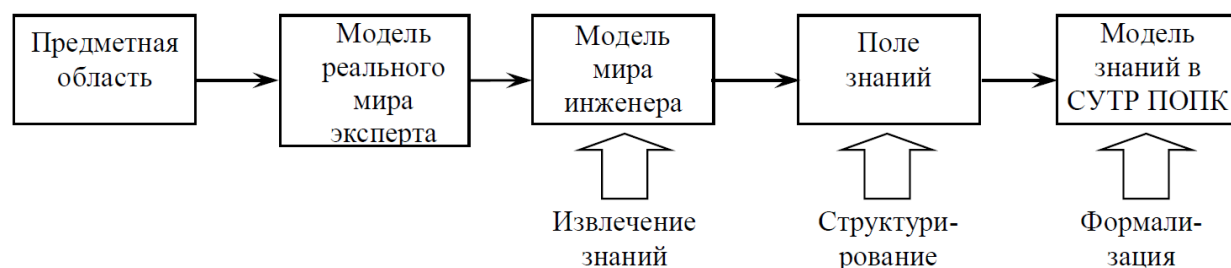 Предметная
область
Модель
реального
мира
эксперта
Модель
мира
инженера
Поле
знаний
Модель
знаний в
СУТР ПОПК
Извлечение
знаний
Структури-
рование
Формали-
зация